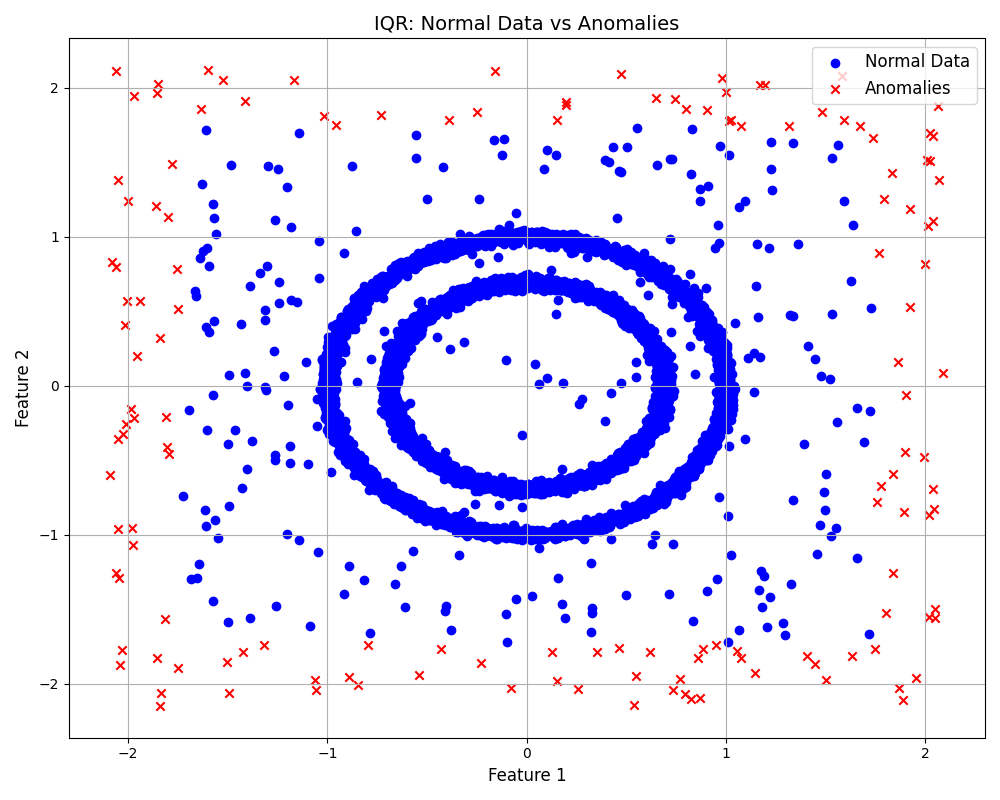 IQR: Normal Data vs Anomalies
Normal Data
Anomalies
Feature 2
2
1
0
−1
−2
−2
−1
0
1
2
Feature 1